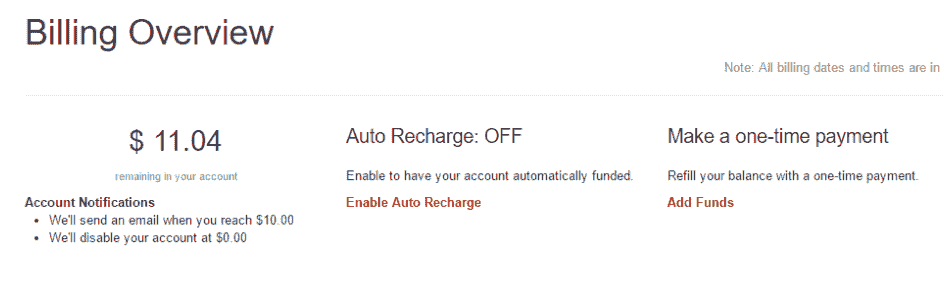 Billing Overview
Note: All billing dates and times are in
$ 11.04
remaining in your account
Account Notifications
• We'll send an email when you reach $10.00
• We'll disable your account at $0.00
Auto Recharge: OFF
Enable to have your account automatically funded.
Enable Auto Recharge
Make a one-time payment
Refill your balance with a one-time payment.
Add Funds